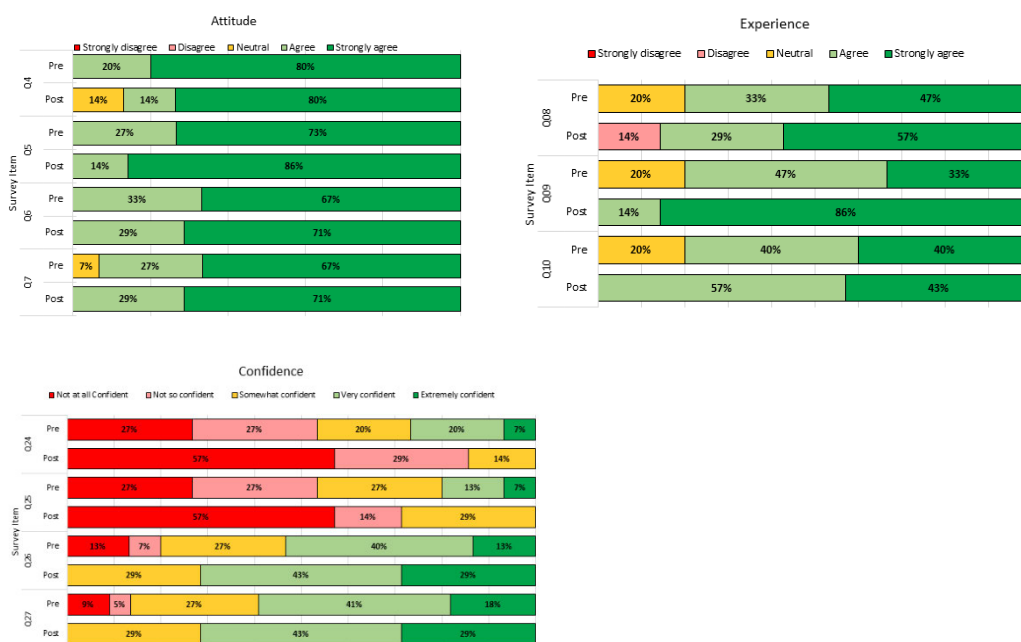 Attitude
Strongly disagree Disagree Neutral Agree Strongly agree
Survey Item
Q4
Pre 20% 80%
Post 14% 14% 80%
Q5
Pre 27% 73%
Post 14% 86%
Q6
Pre 33% 67%
Post 29% 71%
Q7
Pre 7% 27% 67%
Post 29% 71%
Experience
Strongly disagree Disagree Neutral Agree Strongly agree
Survey Item
Q08
Pre 20% 33% 47%
Post 14% 29% 57%
Q09
Pre 20% 47% 33%
Post 14% 86%
Q10
Pre 20% 40% 40%
Post 57% 43%
Confidence
Not at all Confident Not so confident Somewhat confident Very confident Extremely confident
Survey Item
Q24
Pre 27% 27% 20% 20% 7%
Post 57% 29% 14%
Q25
Pre 27% 27% 27% 13% 7%
Post 57% 14% 29%
Q26
Pre 13% 7% 27% 40% 13%
Post 29% 43% 29%
Q27
Pre 9% 5% 27% 41% 18%
Post 29% 43% 29%